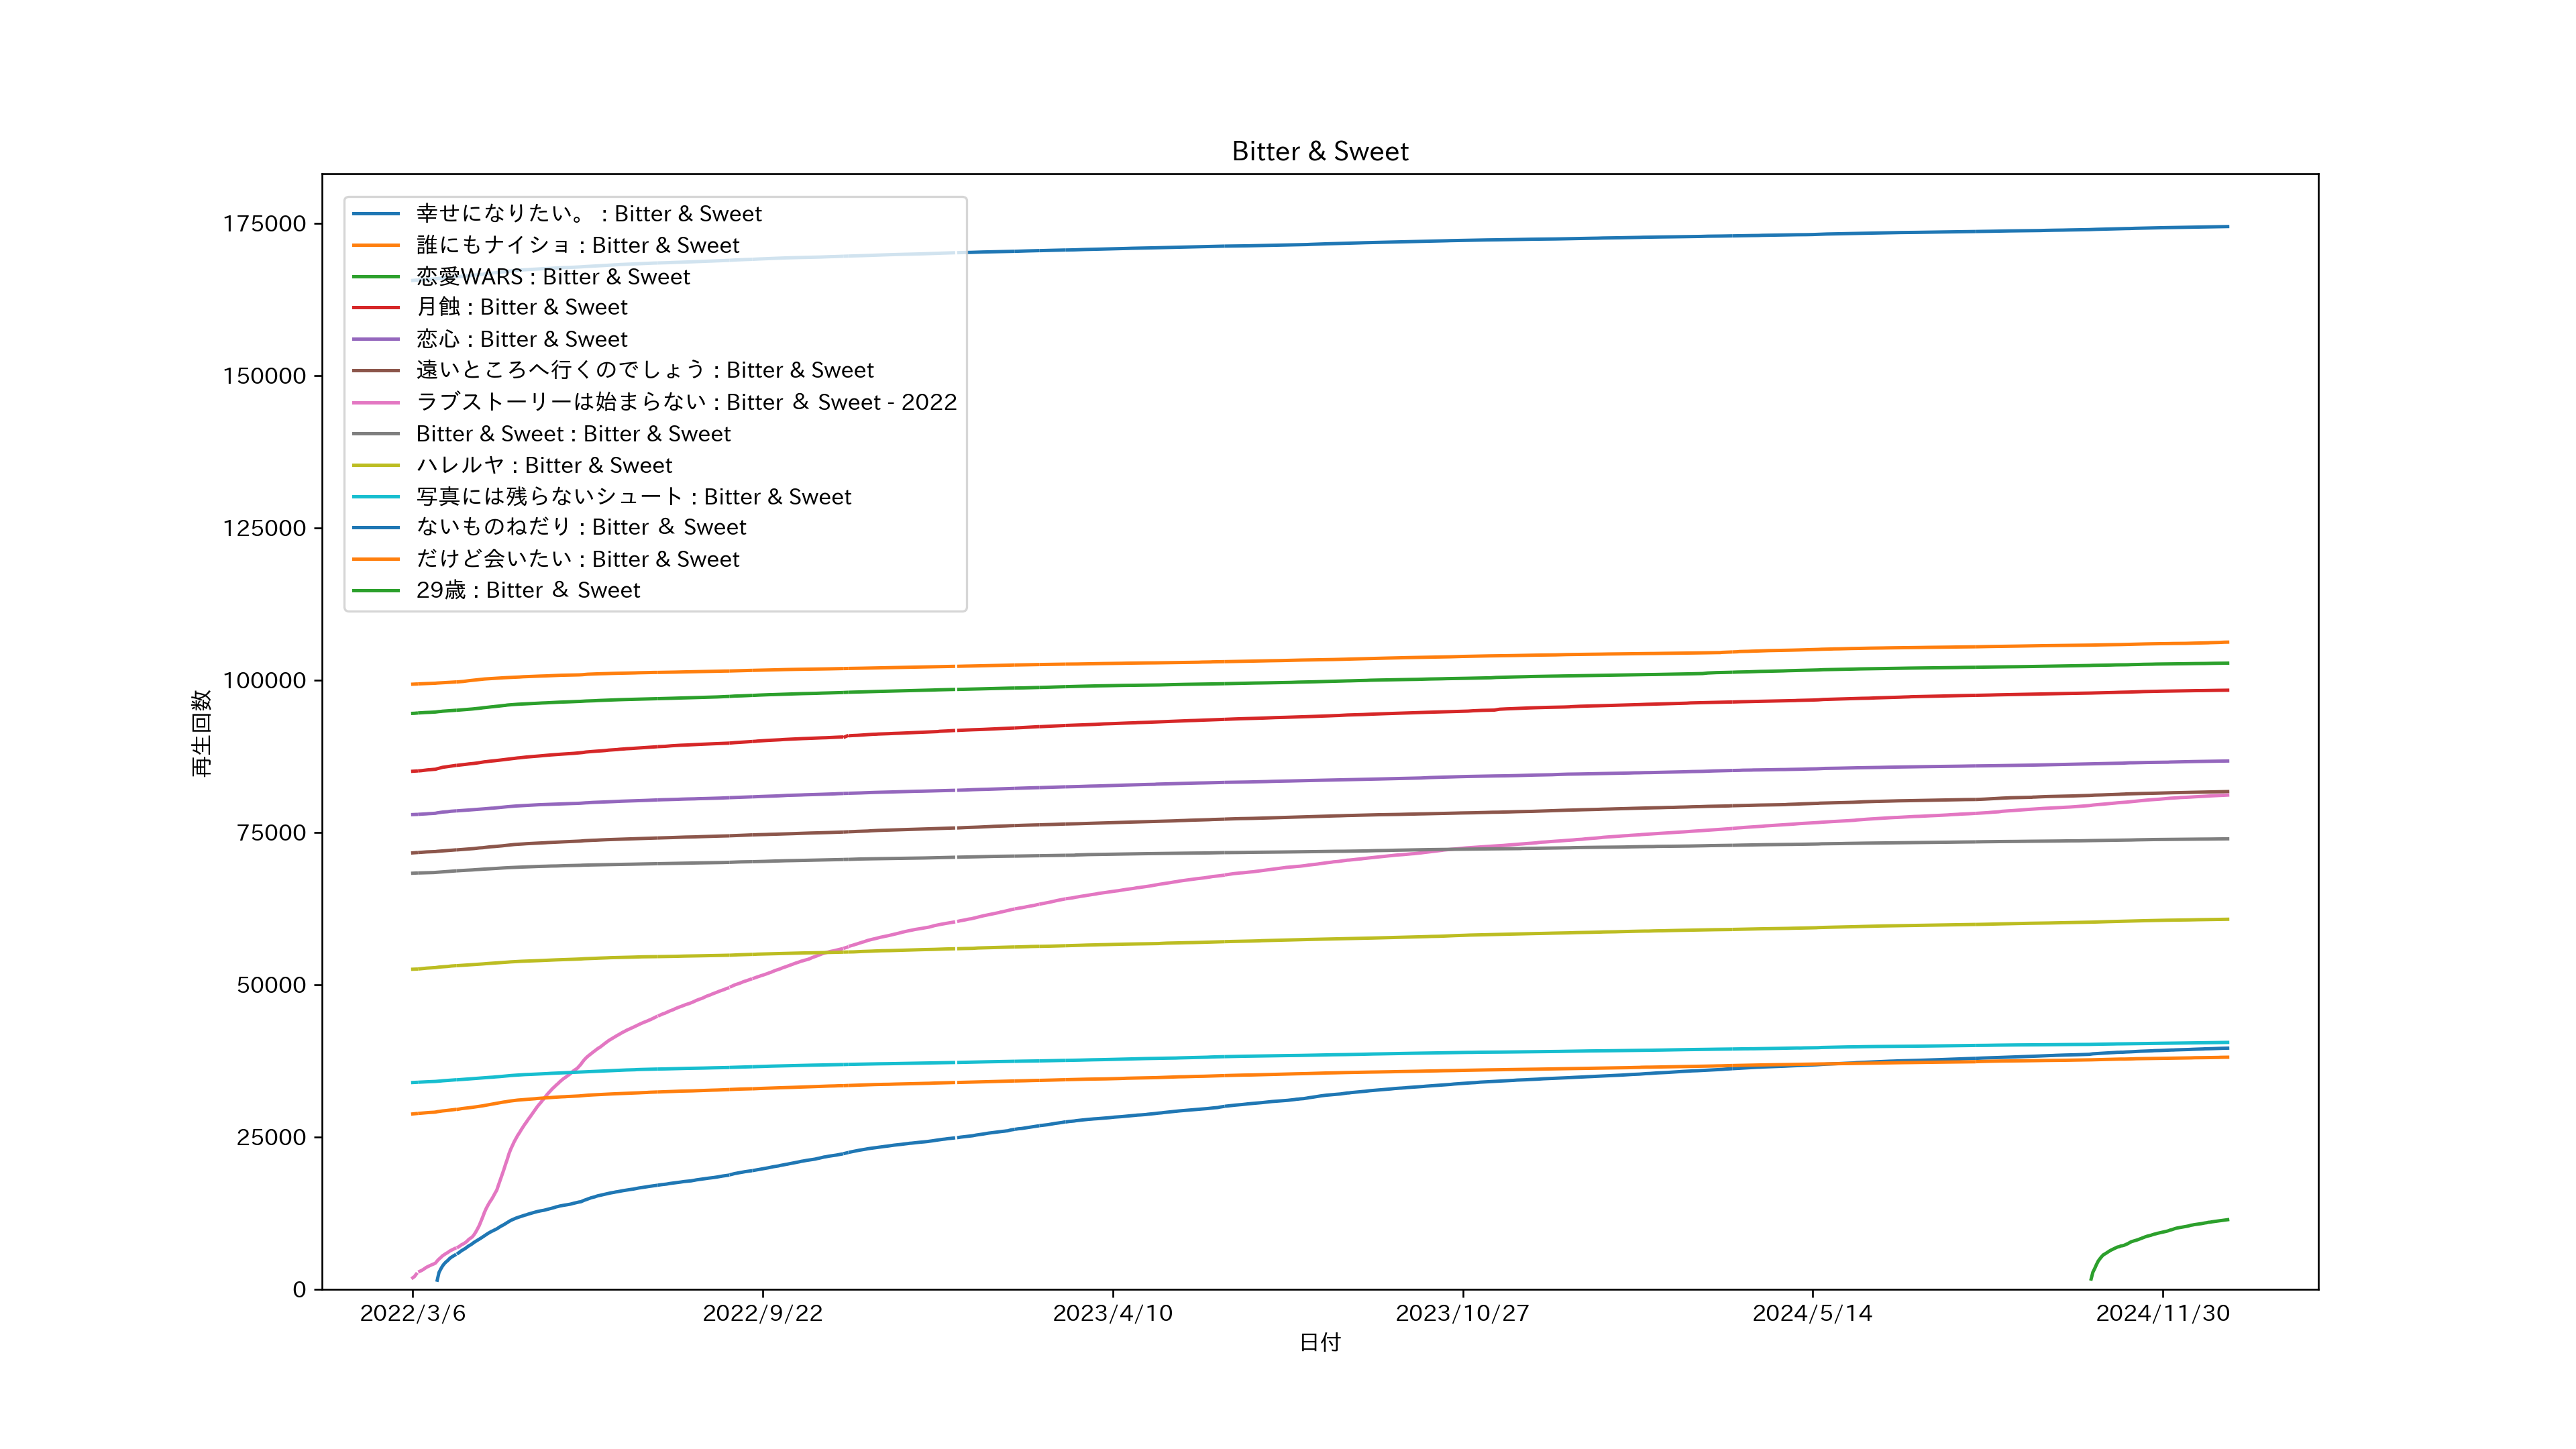 Bitter & Sweet
175000
150000
125000
100000
75000
50000
25000
0
再生回数
幸せになりたい。 : Bitter & Sweet
誰にもナイショ : Bitter & Sweet
恋愛WARS : Bitter & Sweet
月蝕 : Bitter & Sweet
恋心 : Bitter & Sweet
遠いところへ行くのでしょう : Bitter & Sweet
ラブストーリーは始まらない : Bitter ＆ Sweet - 2022
Bitter & Sweet : Bitter & Sweet
ハレルヤ : Bitter & Sweet
写真には残らないシュート : Bitter & Sweet
ないものねだり : Bitter ＆ Sweet
だけど会いたい : Bitter & Sweet
29歳 : Bitter ＆ Sweet
2022/3/6 2022/9/22 2023/4/10 2023/10/27 2024/5/14 2024/11/30
日付